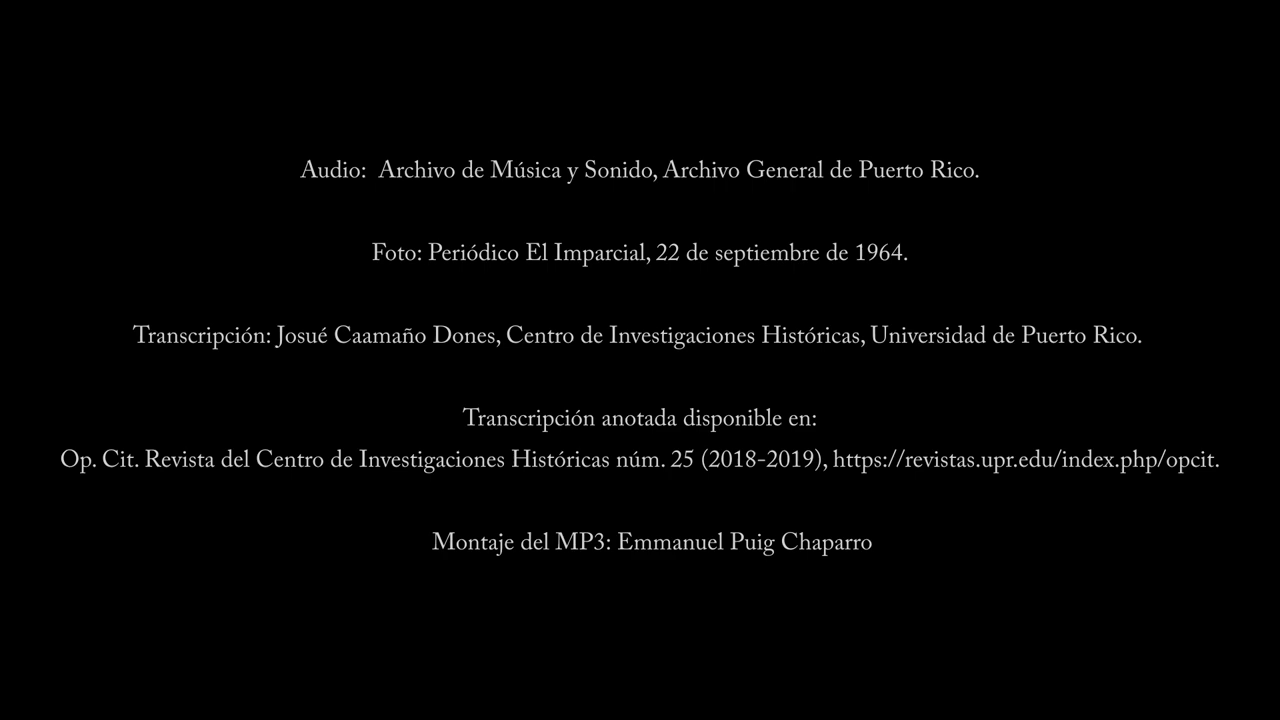 Audio:  Archivo de Música y Sonido, Archivo General de Puerto Rico.
Foto: Periódico El Imparcial, 22 de septiembre de 1964.
Transcripción: Josué Caamaño Dones, Centro de Investigaciones Históricas, Universidad de Puerto Rico.
Transcripción anotada disponible en:
Op. Cit. Revista del Centro de Investigaciones Históricas núm. 25 (2018-2019), https://revistas.upr.edu/index.php/opcit.
Montaje del MP3: Emmanuel Puig Chaparro